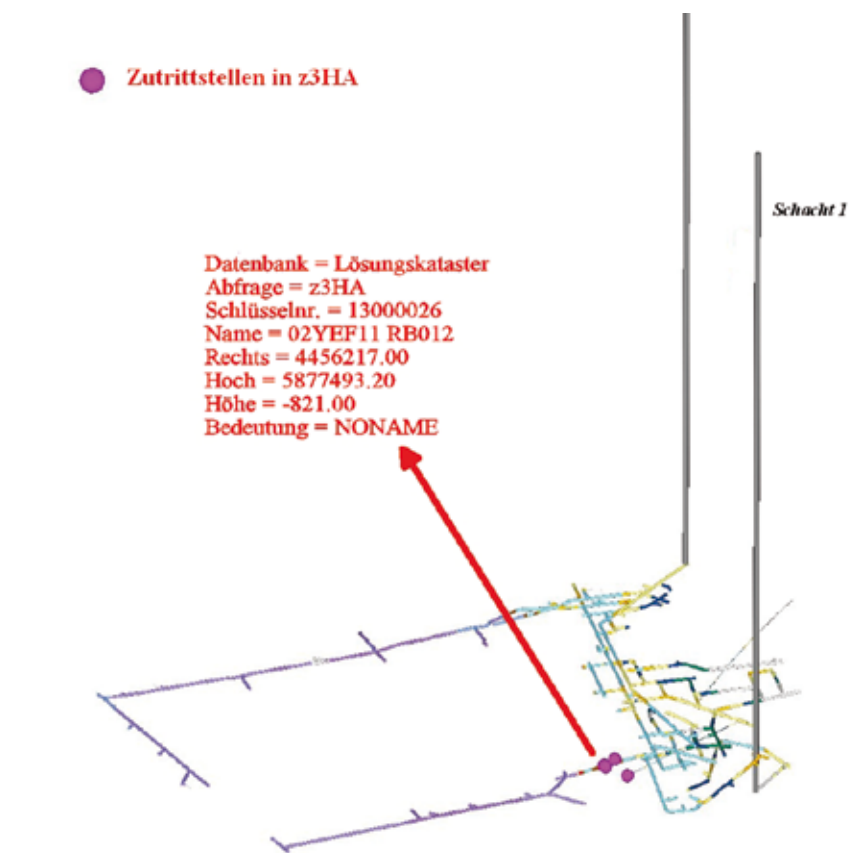 Zutrittstellen in z3HA
Schacht 1
Datenbank = Lösungskataster
Abfrage = z3HA
Schlüsselnr. = 13000026
Name = 02YEF11 RB012
Rechts = 4456217.00
Hoch = 5877493.20
Höhe = -821.00
Bedeutung = NONAME